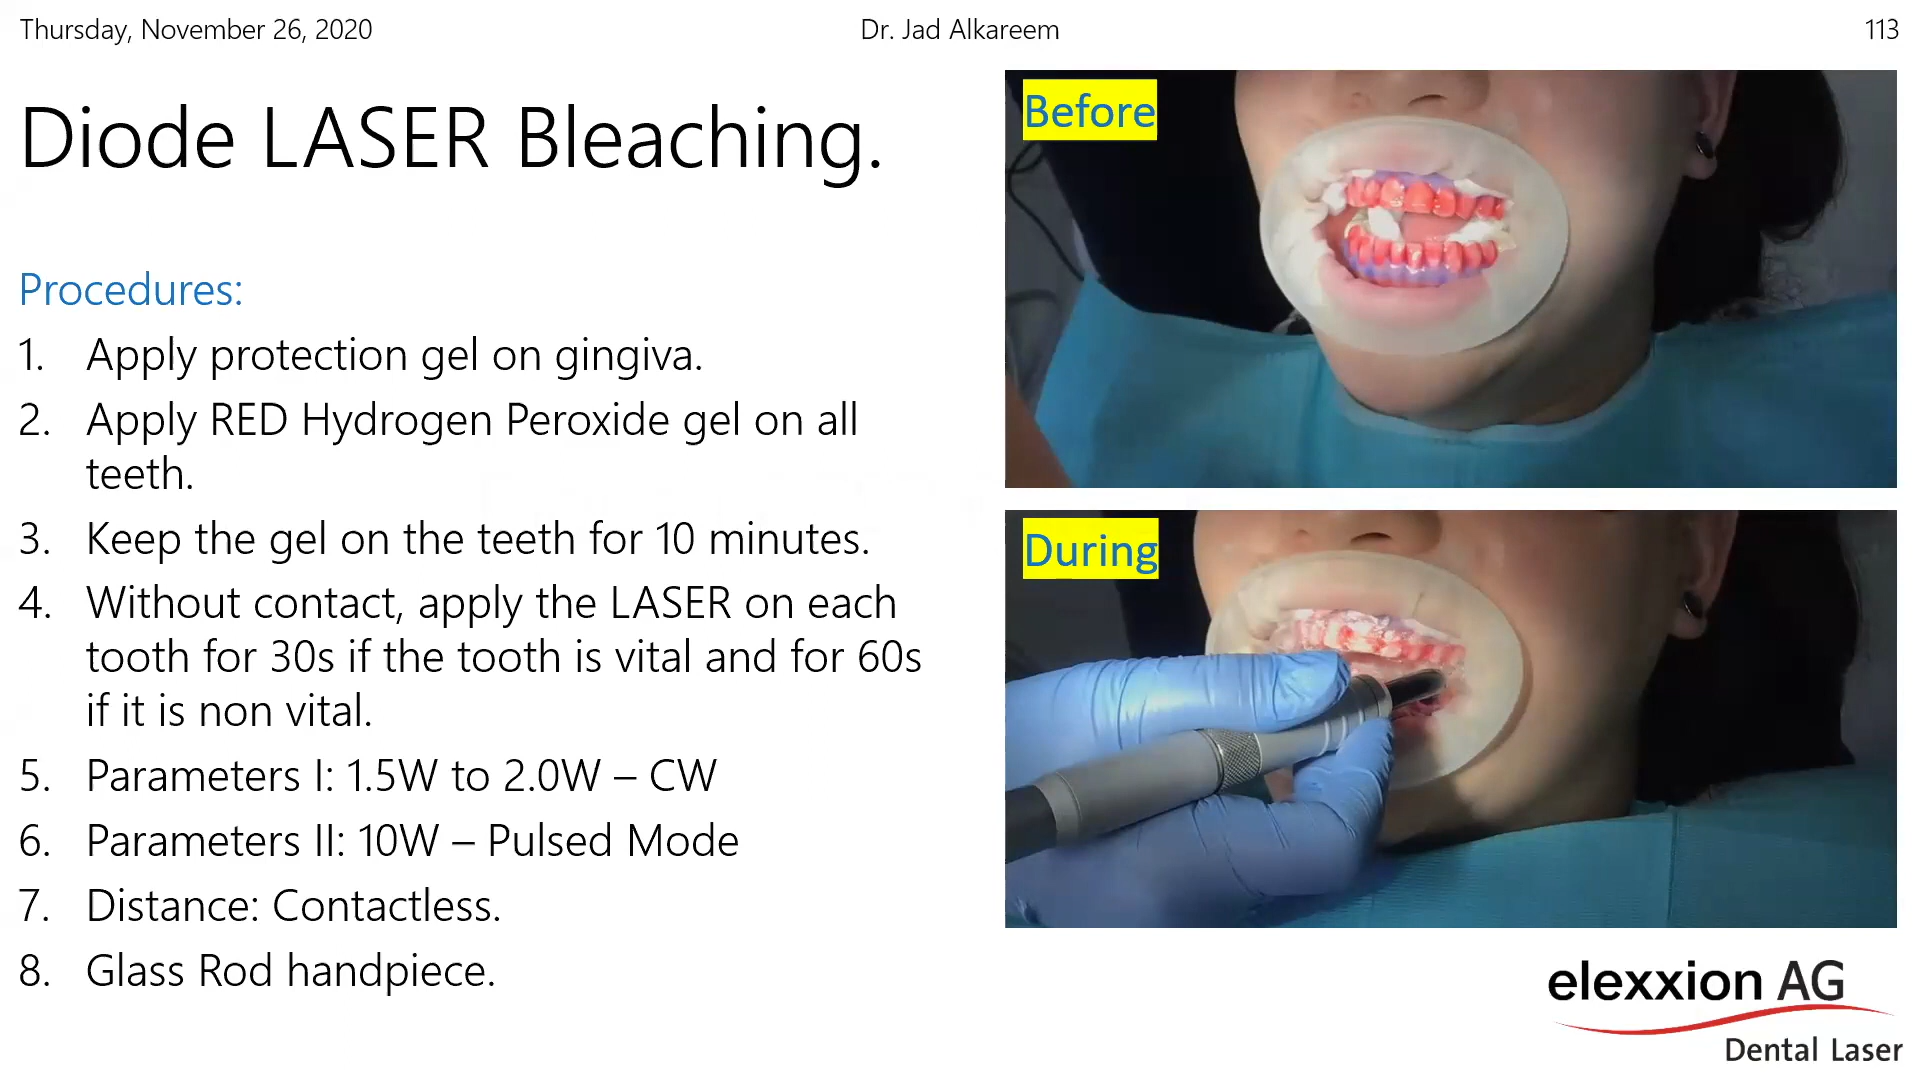 Thursday, November 26, 2020
Dr. Jad Alkareem
113
Diode LASER Bleaching.
Procedures:
1. Apply protection gel on gingiva.
2. Apply RED Hydrogen Peroxide gel on all
teeth.
3. Keep the gel on the teeth for 10 minutes.
4. Without contact, apply the LASER on each
tooth for 30s if the tooth is vital and for 60s
if it is non vital.
5. Parameters I: 1.5W to 2.0W – CW
6. Parameters II: 10W – Pulsed Mode
7. Distance: Contactless.
8. Glass Rod handpiece.
Before
During
elexxion AG
Dental Laser